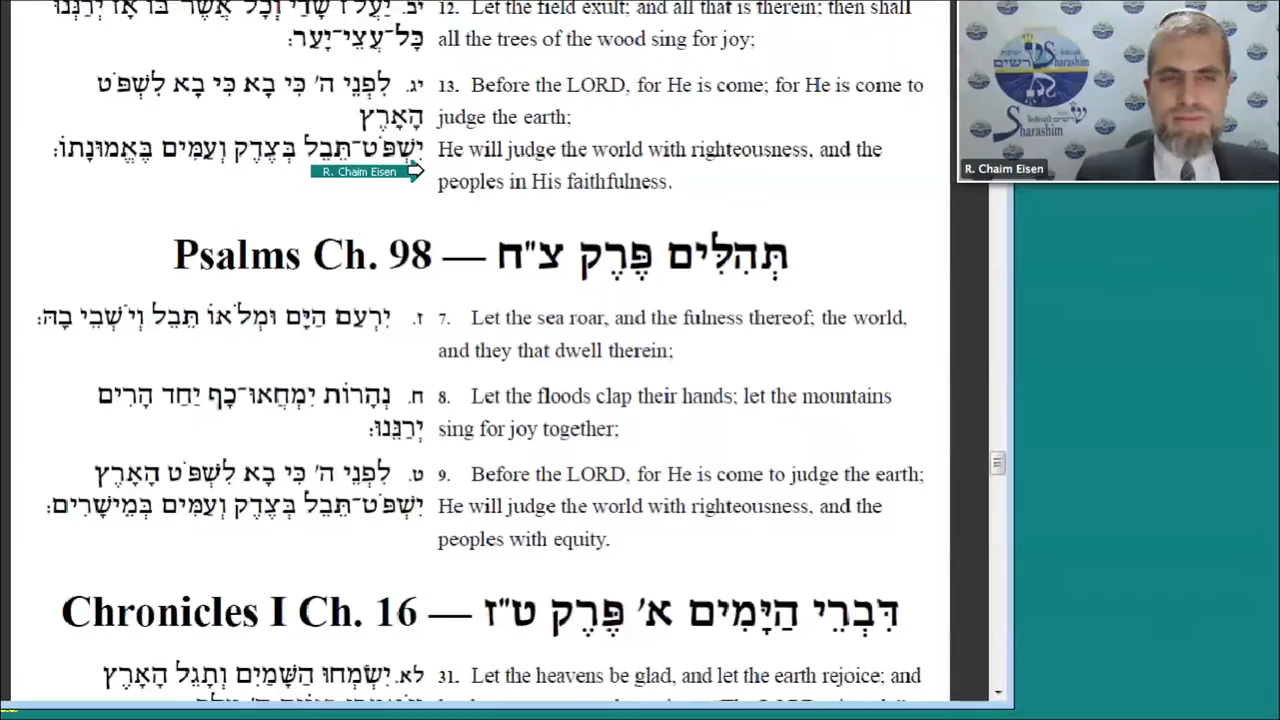 יב. יַעֲלֹז שָׂדַי וְכָל אֲשֶׁר בּוֹ אָז יְרַנְּנוּ 12. Let the field exult; and all that is therein; then shall
כָּל־עֲצֵי־יָעַר: all the trees of the wood sing for joy;
יג. לִפְנֵי ה' כִּי בָא כִּי בָא לִשְׁפֹּט 13. Before the LORD, for He is come; for He is come to
הָאָרֶץ judge the earth;
יִשְׁפֹּט־תֵּבֵל בְּצֶדֶק וְעַמִּים בֶּאֱמוּנָתוֹ: He will judge the world with righteousness, and the
R. Chaim Eisen peoples in His faithfulness.
Psalms Ch. 98 — תְּהִלִּים פֶּרֶק צ"ח
ז. יִרְעַם הַיָּם וּמְלֹאוֹ תֵּבֵל וְיֹשְׁבֵי בָהּ: 7. Let the sea roar, and the fulness thereof; the world,
and they that dwell therein;
ח. נְהָרוֹת יִמְחֲאוּ־כָף יַחַד הָרִים 8. Let the floods clap their hands; let the mountains
יְרַנֵּנוּ: sing for joy together;
ט. לִפְנֵי ה' כִּי בָא לִשְׁפֹּט הָאָרֶץ 9. Before the LORD, for He is come to judge the earth;
יִשְׁפֹּט־תֵּבֵל בְּצֶדֶק וְעַמִּים בְּמֵישָׁרִים: He will judge the world with righteousness, and the
peoples with equity.
Chronicles I Ch. 16 — דִּבְרֵי הַיָּמִים א' פֶּרֶק ט"ז
לא. יִשְׂמְחוּ הַשָּׁמַיִם וְתָגֵל הָאָרֶץ 31. Let the heavens be glad, and let the earth rejoice; and
ישיבת שרשים
Yeshivah Sharashim
R. Chaim Eisen